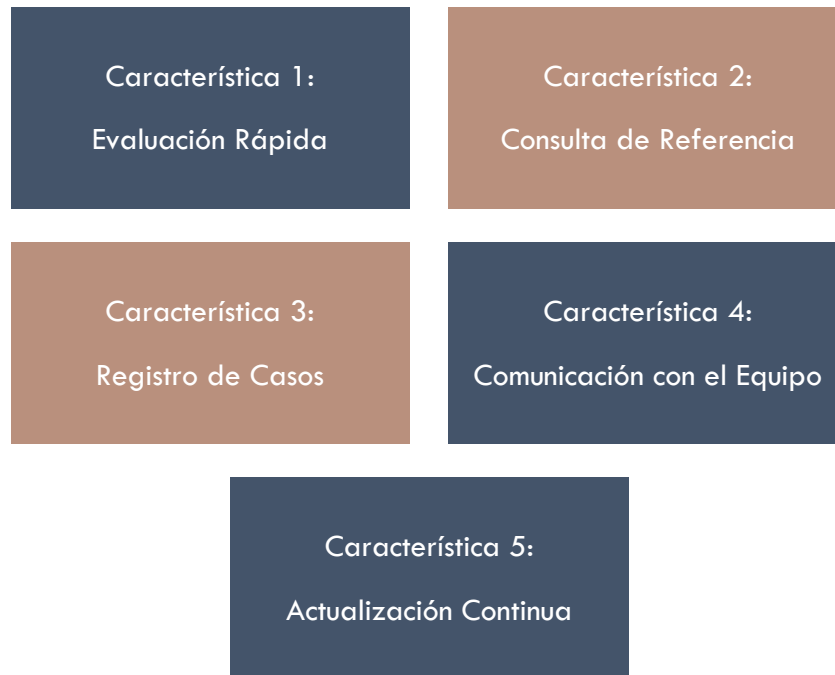 Característica 1:
Evaluación Rápida
Característica 2:
Consulta de Referencia
Característica 3:
Registro de Casos
Característica 4:
Comunicación con el Equipo
Característica 5:
Actualización Continua